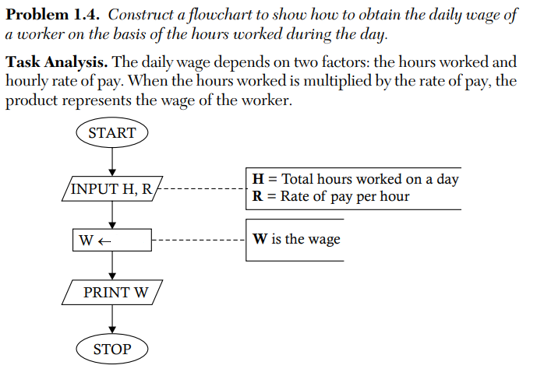 Problem 1.4. Construct a flowchart to show how to obtain the daily wage of
a worker on the basis of the hours worked during the day.
Task Analysis. The daily wage depends on two factors: the hours worked and
hourly rate of pay. When the hours worked is multiplied by the rate of pay, the
product represents the wage of the worker.
START
INPUT H, R
H = Total hours worked on a day
R = Rate of pay per hour
W ←
W is the wage
PRINT W
STOP